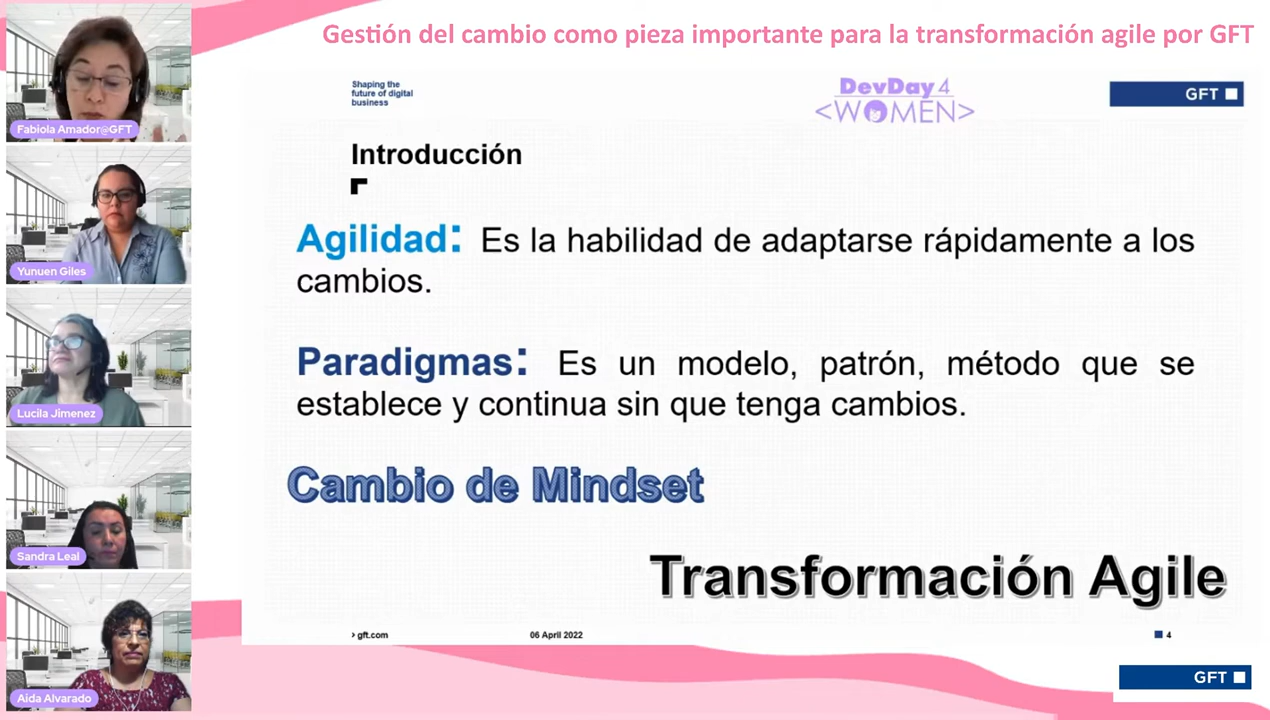 Gestión del cambio como pieza importante para la transformación agile por GFT
Shaping the
future of digital
business
DevDay4
<WOMEN>
GFT
Introducción
Agilidad: Es la habilidad de adaptarse rápidamente a los
cambios.
Paradigmas: Es un modelo, patrón, método que se
establece y continua sin que tenga cambios.
Cambio de Mindset
Transformación Agile
> gft.com
06 April 2022
4
GFT
Fabiola Amador@GFT
Yunuen Giles
Lucila Jimenez
Sandra Leal
Aida Alvarado